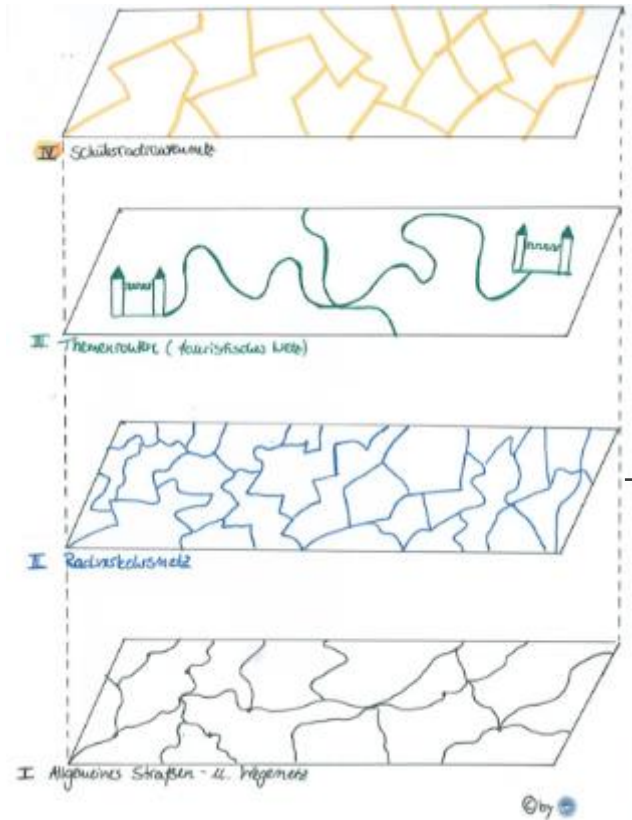 IV Schülerradroutennetz
III Themenrouten (touristisches Netz)
II Radverkehrsnetz
I Allgemeines Straßen- u. Wegenetz
© by